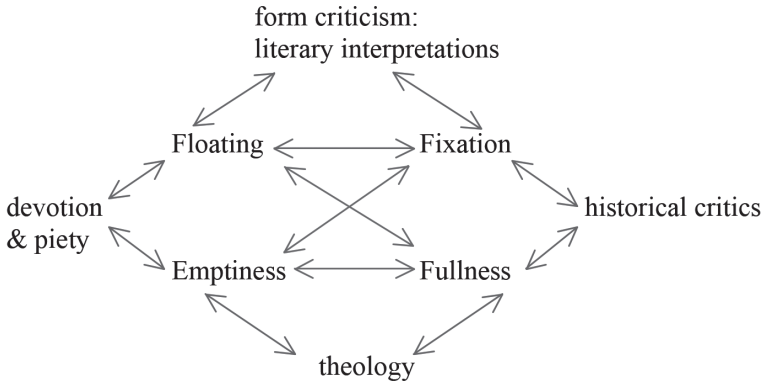 form criticism:
literary interpretations
Floating
Fixation
devotion
& piety
historical critics
Emptiness
Fullness
theology